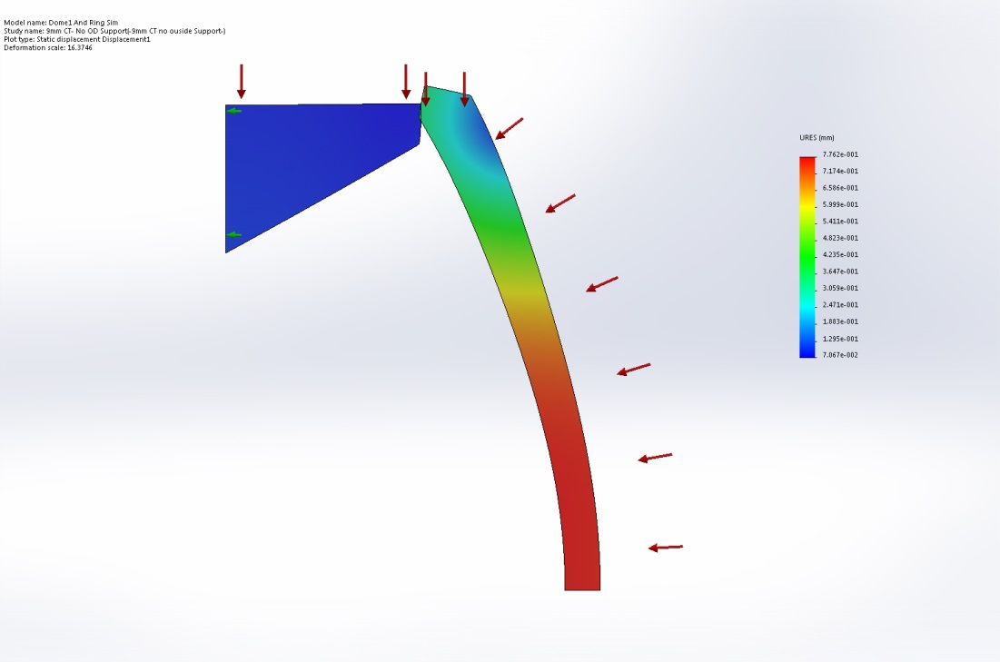 Model name: Dome1 And Ring Sim
Study name: 9mm CT- No OD Support(-9mm CT no ouside Support-)
Plot type: Static displacement Displacement1
Deformation scale: 16.3746
URES (mm)
7.762e-001
7.174e-001
6.586e-001
5.999e-001
5.411e-001
4.823e-001
4.235e-001
3.647e-001
3.059e-001
2.471e-001
1.883e-001
1.295e-001
7.067e-002